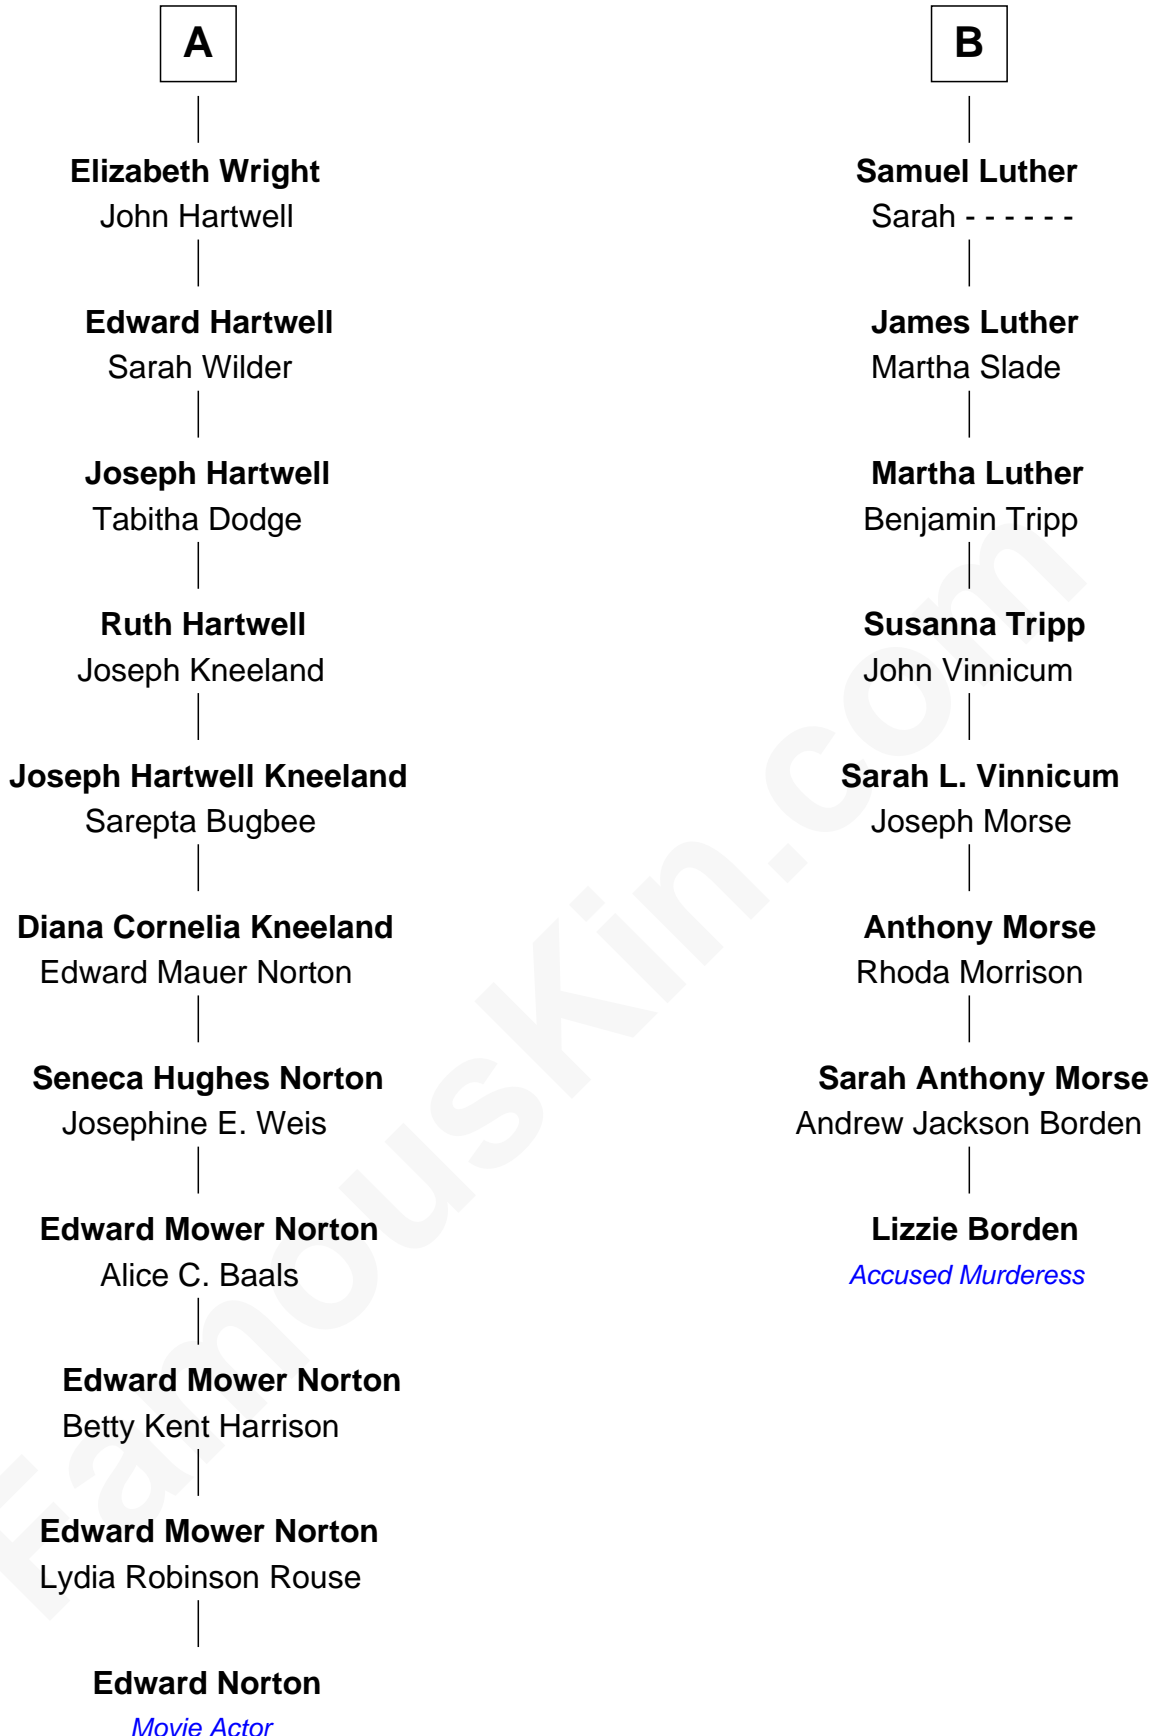 A
Elizabeth Wright
John Hartwell
Edward Hartwell
Sarah Wilder
Joseph Hartwell
Tabitha Dodge
Ruth Hartwell
Joseph Kneeland
Joseph Hartwell Kneeland
Sarepta Bugbee
Diana Cornelia Kneeland
Edward Mauer Norton
Seneca Hughes Norton
Josephine E. Weis
Edward Mower Norton
Alice C. Baals
Edward Mower Norton
Betty Kent Harrison
Edward Mower Norton
Lydia Robinson Rouse
Edward Norton
Movie Actor
B
Samuel Luther
Sarah - - - - - -
James Luther
Martha Slade
Martha Luther
Benjamin Tripp
Susanna Tripp
John Vinnicum
Sarah L. Vinnicum
Joseph Morse
Anthony Morse
Rhoda Morrison
Sarah Anthony Morse
Andrew Jackson Borden
Lizzie Borden
Accused Murderess
FamousKin.com